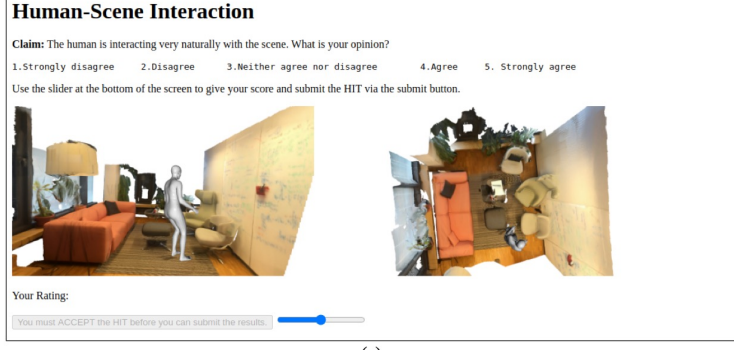 Human-Scene Interaction
Claim: The human is interacting very naturally with the scene. What is your opinion?
1.Strongly disagree 2.Disagree 3.Neither agree nor disagree 4.Agree 5. Strongly agree
Use the slider at the bottom of the screen to give your score and submit the HIT via the submit button.
Your Rating:
You must ACCEPT the HIT before you can submit the results.